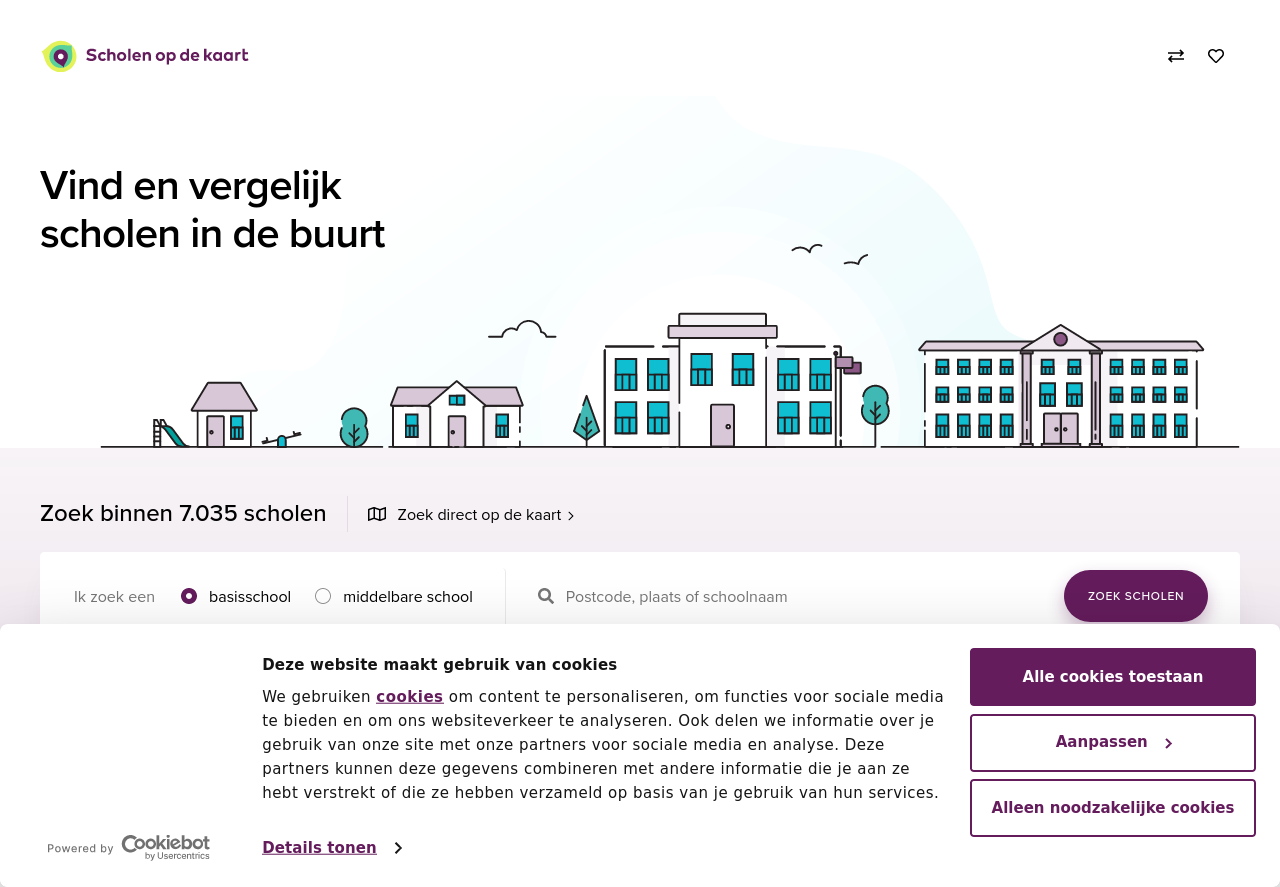 Scholen op de kaart
Vind en vergelijk
scholen in de buurt
Zoek binnen 7.035 scholen
Zoek direct op de kaart
Ik zoek een
basisschool
middelbare school
Postcode, plaats of schoolnaam
ZOEK SCHOLEN
Deze website maakt gebruik van cookies
We gebruiken cookies om content te personaliseren, om functies voor sociale media
te bieden en om ons websiteverkeer te analyseren. Ook delen we informatie over je
gebruik van onze site met onze partners voor sociale media en analyse. Deze
partners kunnen deze gegevens combineren met andere informatie die je aan ze
hebt verstrekt of die ze hebben verzameld op basis van je gebruik van hun services.
Details tonen
Alle cookies toestaan
Aanpassen
Alleen noodzakelijke cookies
Powered by Cookiebot
by Usercentrics